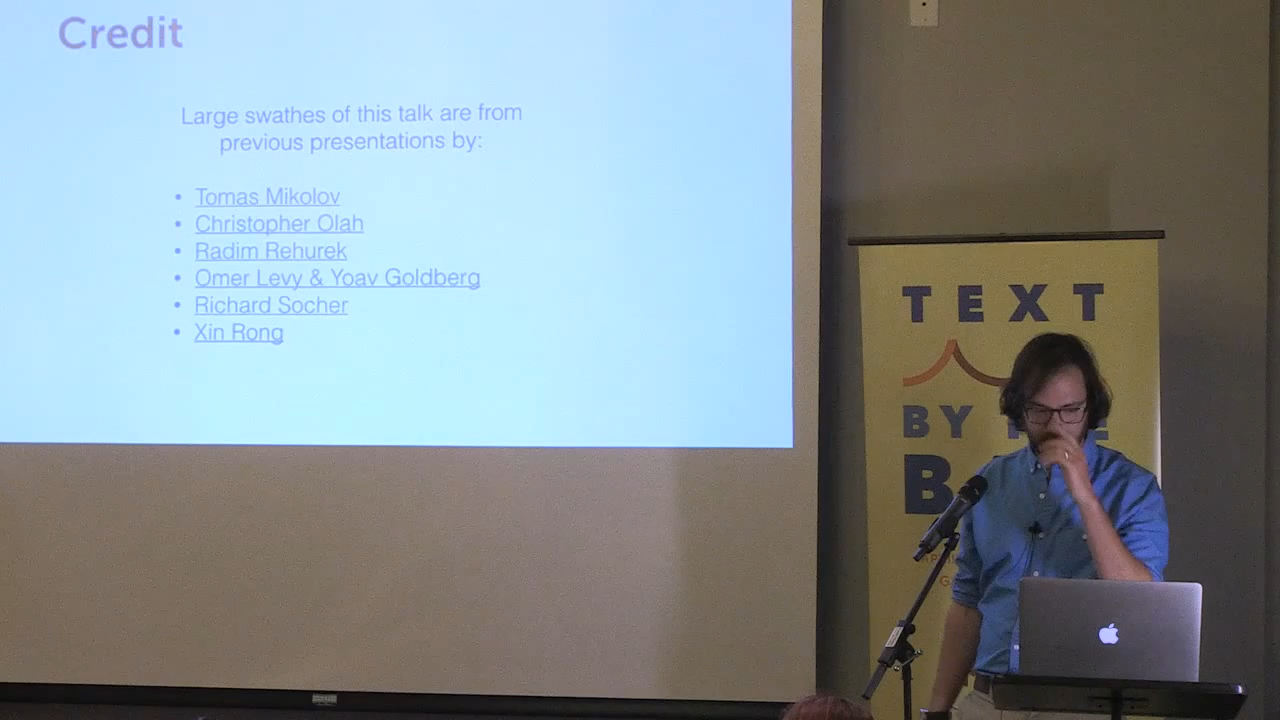 Credit
Large swathes of this talk are from
previous presentations by:
• Tomas Mikolov
• Christopher Olah
• Radim Rehurek
• Omer Levy & Yoav Goldberg
• Richard Socher
• Xin Rong
TEXT
BY
B